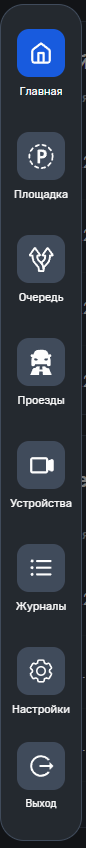 Главная
P
Площадка
Очередь
Проезды
Устройства
Журналы
Настройки
Выход